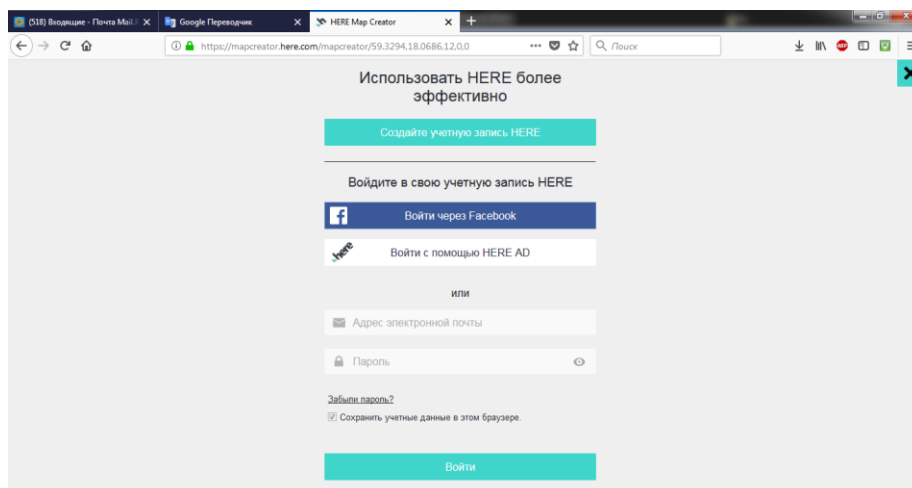 (518) Входящие - Почта Mail.R
Google Переводчик
HERE Map Creator
https://mapcreator.here.com/mapcreator/59.3294,18.0686,12,0,0
Поиск
ABP
Использовать HERE более
эффективно
Создайте учетную запись HERE
Войдите в свою учетную запись HERE
f
Войти через Facebook
here
Войти с помощью HERE AD
или
Адрес электронной почты
Пароль
Забыли пароль?
Сохранить учетные данные в этом браузере.
Войти